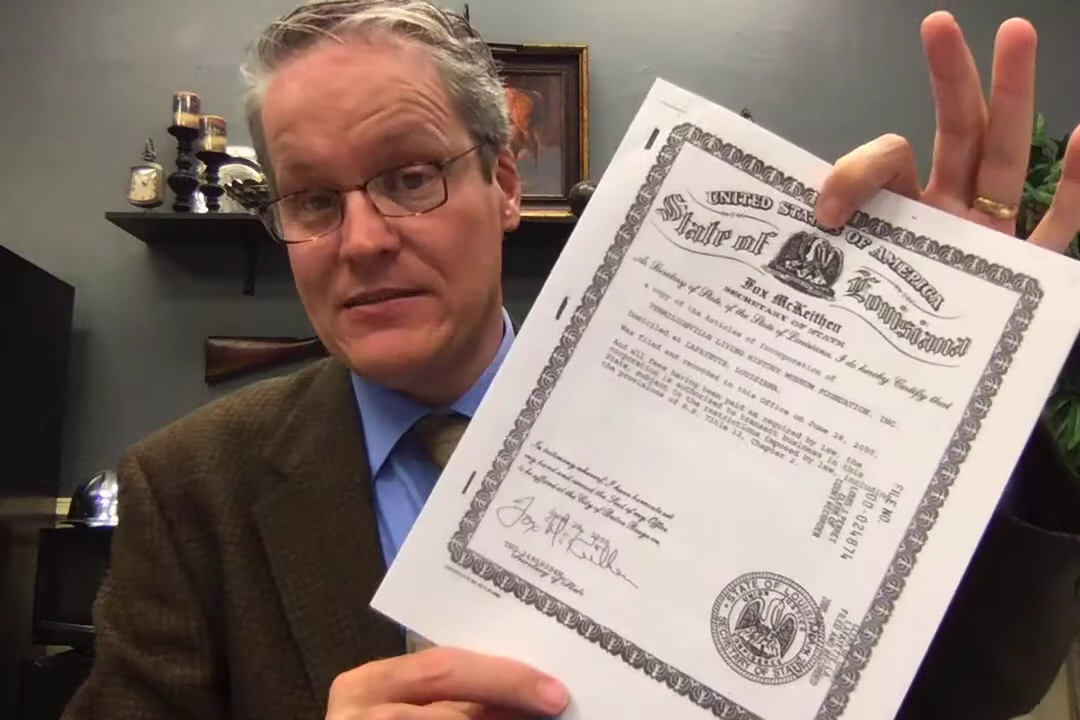 UNITED STATES OF AMERICA
State of Louisiana
Fox McKeithen
SECRETARY OF STATE
As Secretary of State, of the State of Louisiana, I do hereby Certify that
a copy of the Articles of Incorporation of
VERMILIONVILLE LIVING HISTORY MUSEUM FOUNDATION, INC.
Domiciled at LAFAYETTE, LOUISIANA,
Was filed and recorded in this office on June 28, 2000,
And all fees having been paid as required by law, the
corporation is authorized to transact business in this
State, subject to the restrictions imposed by law, including
the provisions of R.S. Title 12, Chapter 2.
In testimony whereof, I have hereunto set
my hand and caused the Seal of my Office
to be affixed at the City of Baton Rouge on,
Fox McKeithen
Secretary of State
FILE NO.
STATE OF LOUISIANA
UNION JUSTICE
CONFIDENCE
SECRETARY OF STATE